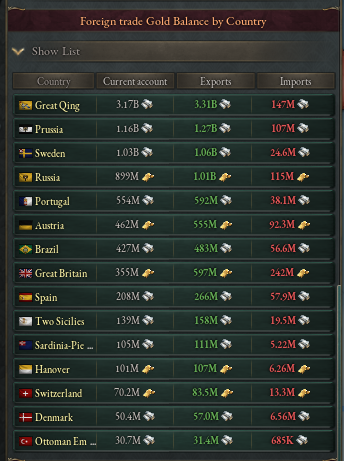 Foreign trade Gold Balance by Country
Show List
Country Current account Exports Imports
Great Qing 3.17B 3.31B 147M
Prussia 1.16B 1.27B 107M
Sweden 1.03B 1.06B 24.6M
Russia 899M 1.01B 115M
Portugal 554M 592M 38.1M
Austria 462M 555M 92.3M
Brazil 427M 483M 56.6M
Great Britain 355M 597M 242M
Spain 208M 266M 57.9M
Two Sicilies 139M 158M 19.5M
Sardinia-Pie ... 105M 111M 5.22M
Hanover 101M 107M 6.26M
Switzerland 70.2M 83.5M 13.3M
Denmark 50.4M 57.0M 6.56M
Ottoman Em ... 30.7M 31.4M 685K